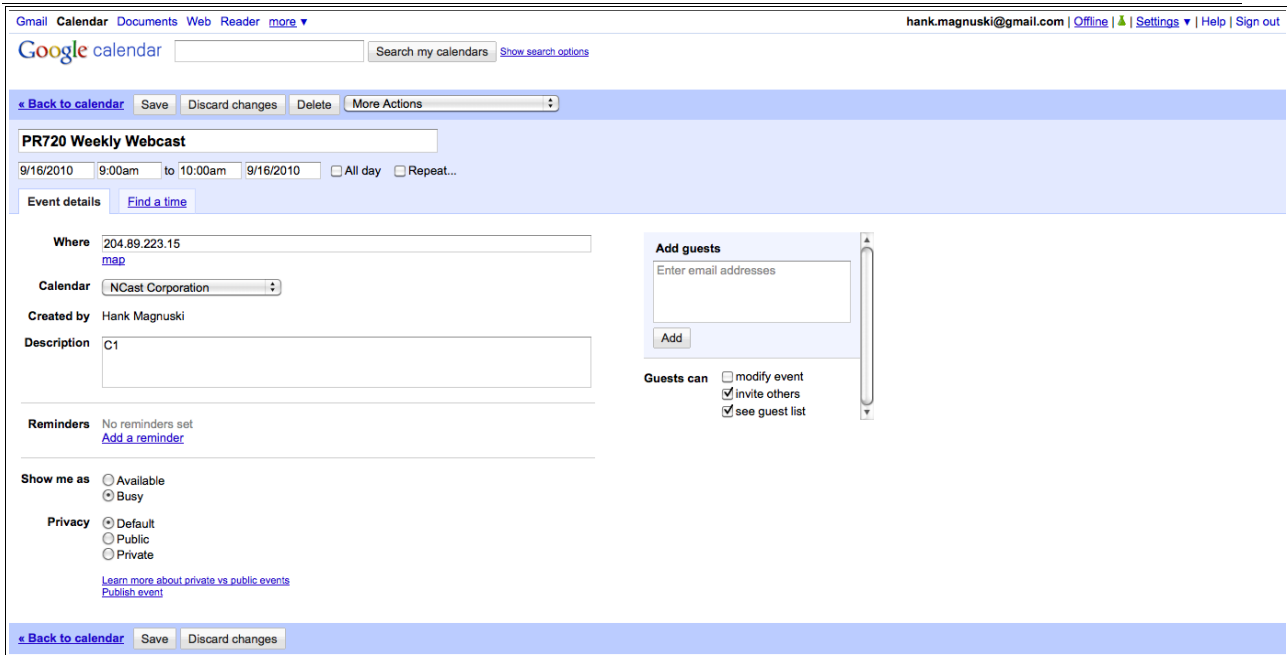 Gmail Calendar Documents Web Reader more ▼ hank.magnuski@gmail.com | Offline | Settings ▼ | Help | Sign out
Google calendar Search my calendars Show search options
« Back to calendar Save Discard changes Delete More Actions
PR720 Weekly Webcast
9/16/2010 9:00am to 10:00am 9/16/2010 All day Repeat...
Event details Find a time
Where 204.89.223.15
map
Calendar NCast Corporation
Created by Hank Magnuski
Description C1
Reminders No reminders set
Add a reminder
Show me as Available
Busy
Privacy Default
Public
Private
Learn more about private vs public events
Publish event
Add guests
Enter email addresses
Add
Guests can modify event
invite others
see guest list
« Back to calendar Save Discard changes